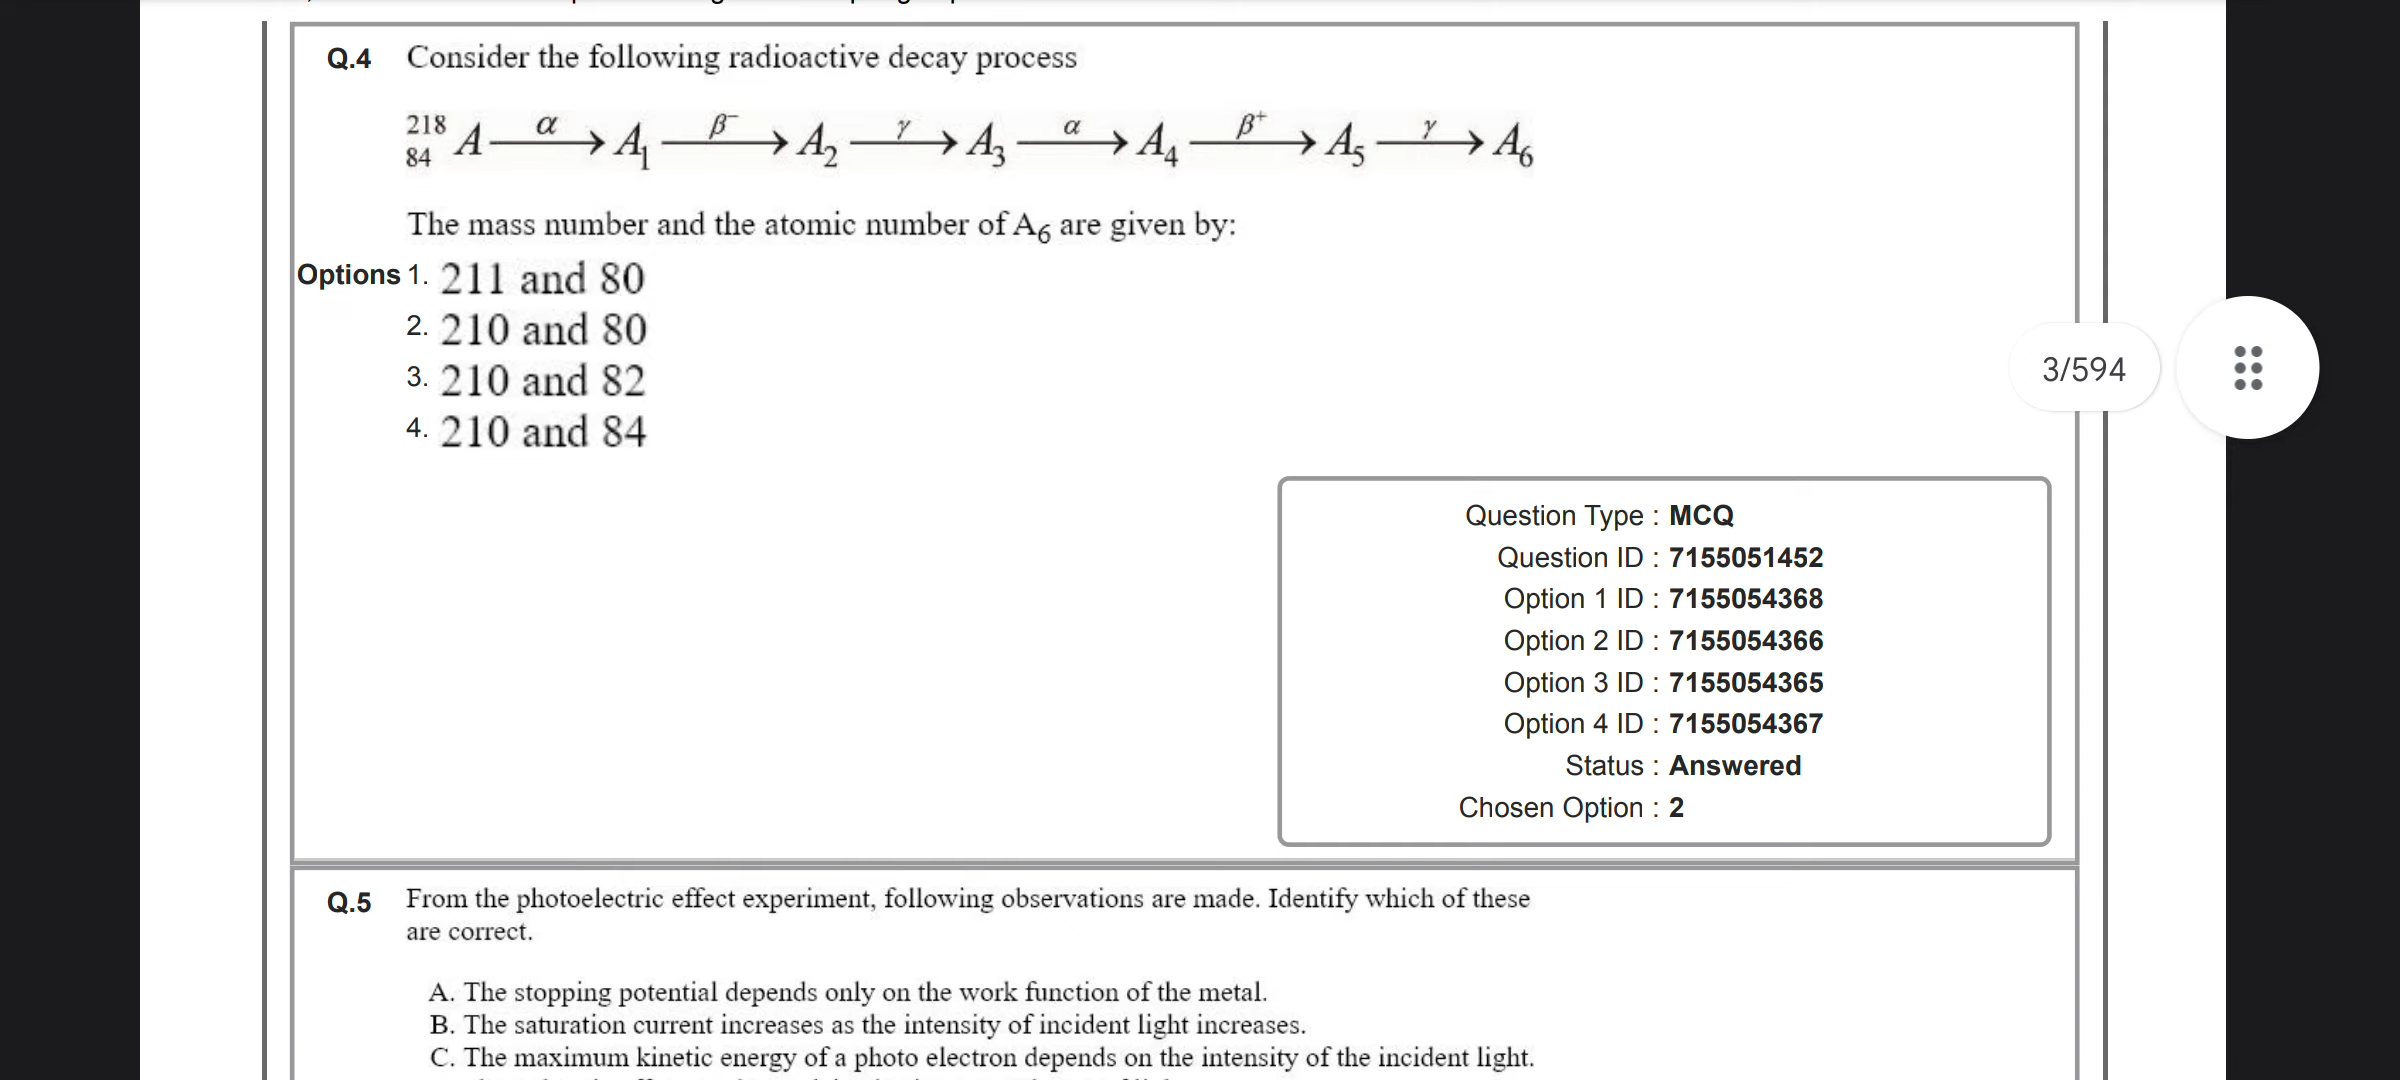 Q.4 Consider the following radioactive decay process
²¹⁸₈₄ A —α→ A₁ —β⁻→ A₂ —γ→ A₃ —α→ A₄ —β⁺→ A₅ —γ→ A₆
The mass number and the atomic number of A₆ are given by:
Options 1. 211 and 80
2. 210 and 80
3. 210 and 82
4. 210 and 84
3/594
Question Type : MCQ
Question ID : 7155051452
Option 1 ID : 7155054368
Option 2 ID : 7155054366
Option 3 ID : 7155054365
Option 4 ID : 7155054367
Status : Answered
Chosen Option : 2
Q.5 From the photoelectric effect experiment, following observations are made. Identify which of these
are correct.
A. The stopping potential depends only on the work function of the metal.
B. The saturation current increases as the intensity of incident light increases.
C. The maximum kinetic energy of a photo electron depends on the intensity of the incident light.